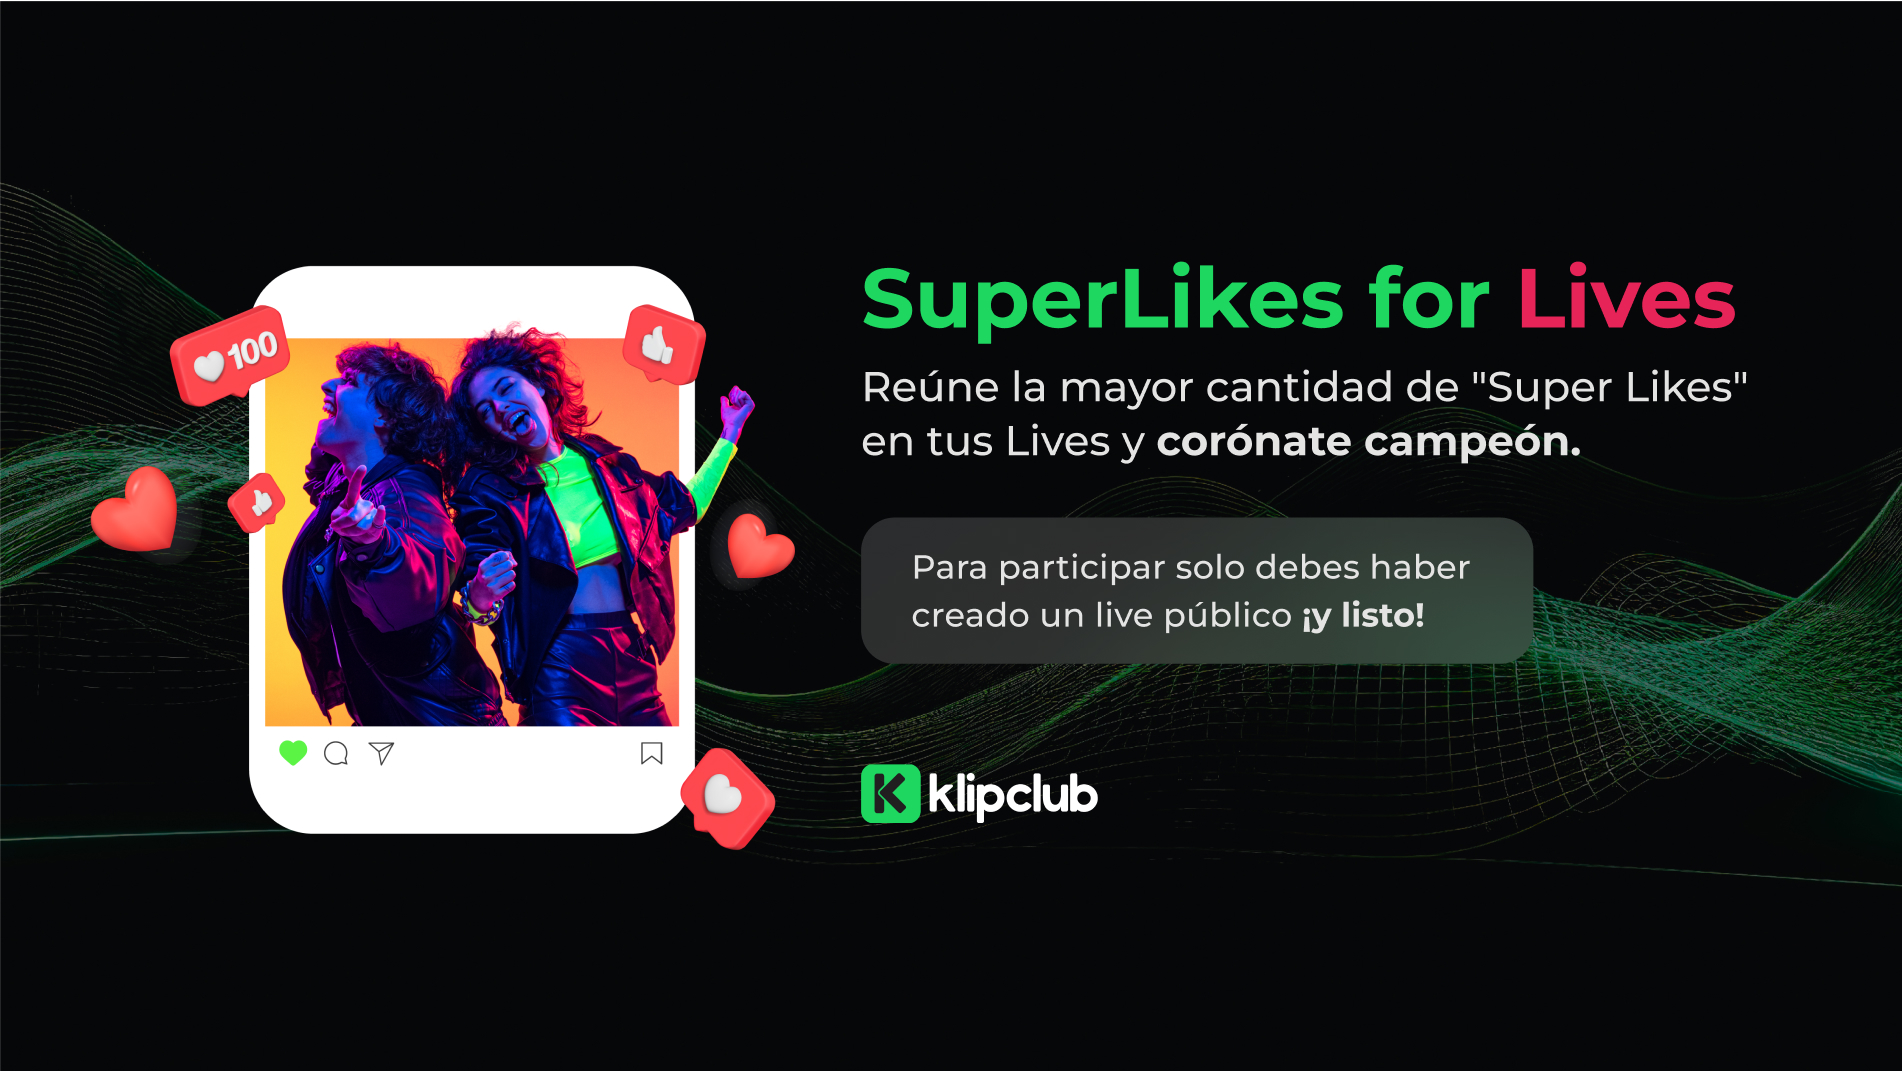 100
SuperLikes for Lives
Reúne la mayor cantidad de "Super Likes"
en tus Lives y corónate campeón.
Para participar solo debes haber
creado un live público ¡y listo!
K klipclub